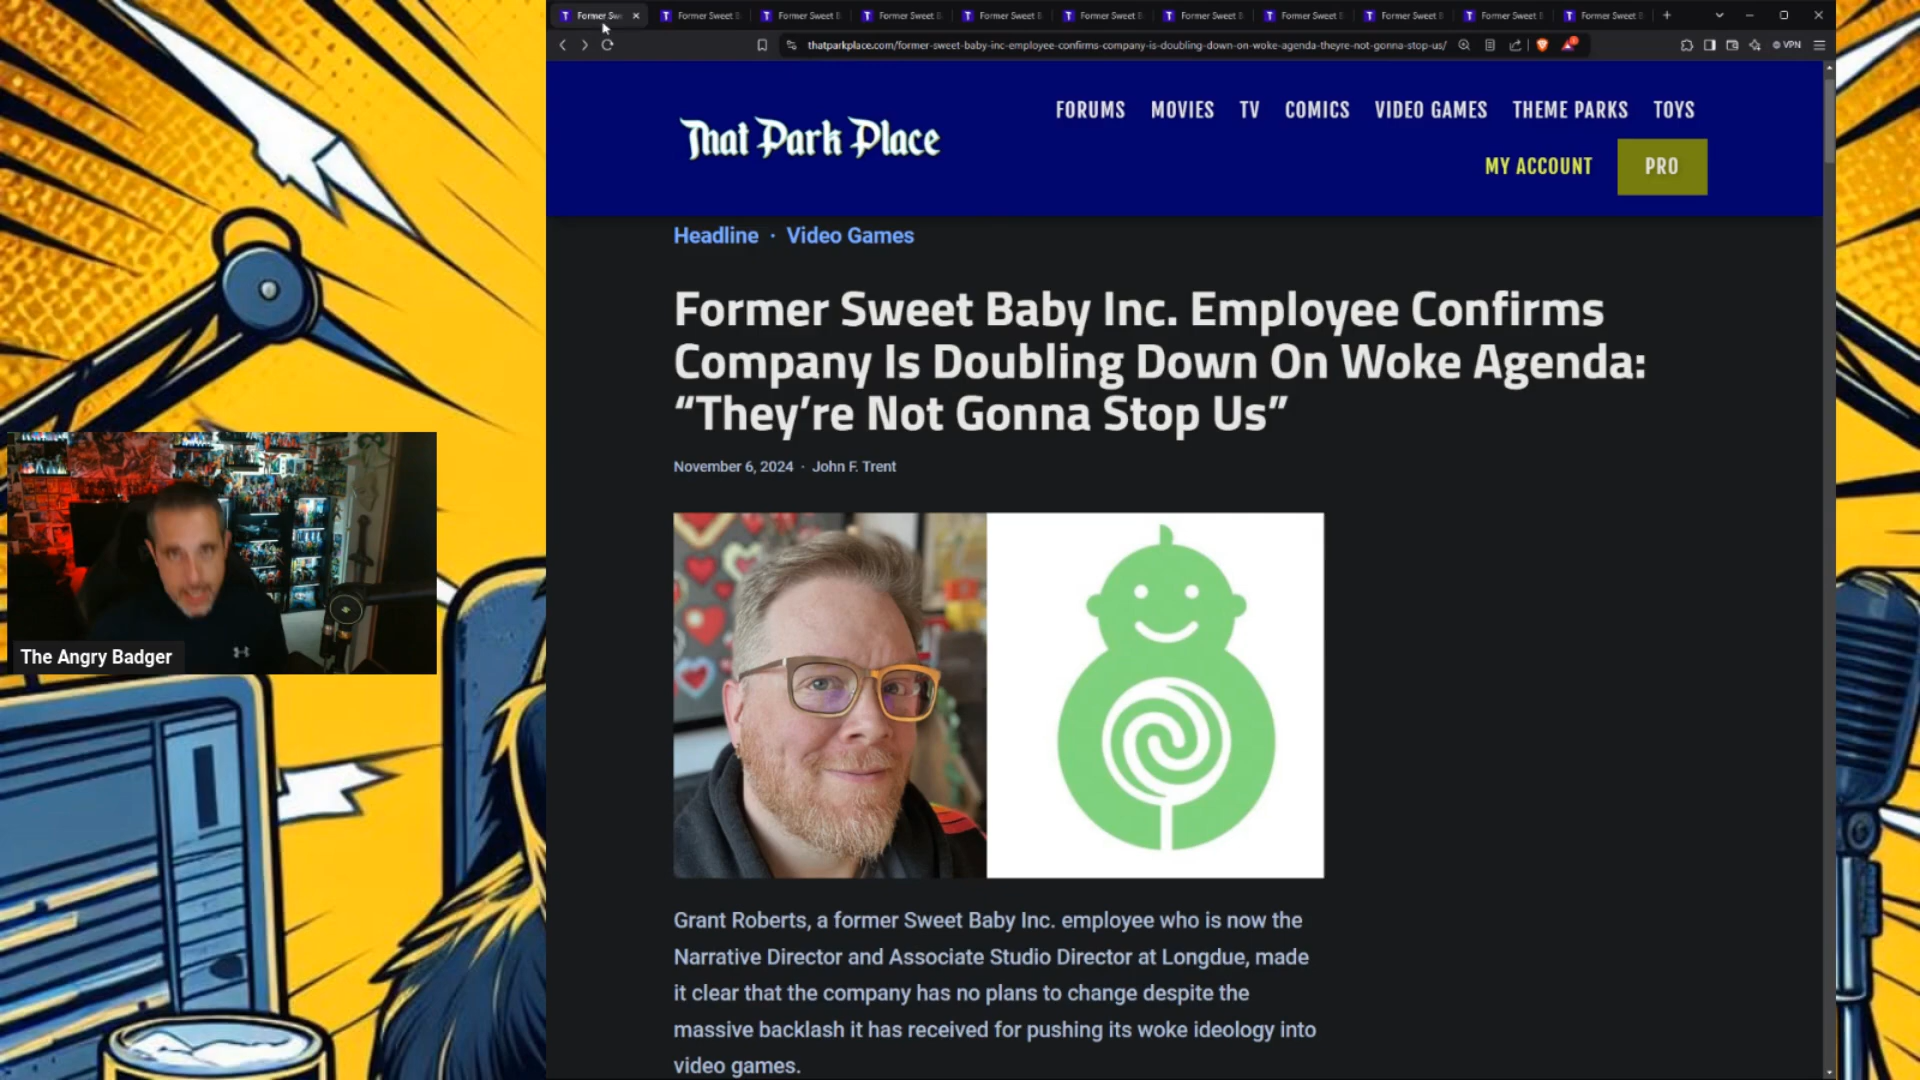 Former Sw
Former Sweet B
Former Sweet B
Former Sweet B
Former Sweet B
Former Sweet B
Former Sweet B
Former Sweet B
Former Sweet B
Former Sweet B
Former Sweet B
thatparkplace.com/former-sweet-baby-inc-employee-confirms-company-is-doubling-down-on-woke-agenda-theyre-not-gonna-stop-us/
VPN
That Park Place
FORUMS MOVIES TV COMICS VIDEO GAMES THEME PARKS TOYS
MY ACCOUNT PRO
Headline · Video Games
Former Sweet Baby Inc. Employee Confirms
Company Is Doubling Down On Woke Agenda:
“They’re Not Gonna Stop Us”
November 6, 2024 · John F. Trent
The Angry Badger
Grant Roberts, a former Sweet Baby Inc. employee who is now the
Narrative Director and Associate Studio Director at Longdue, made
it clear that the company has no plans to change despite the
massive backlash it has received for pushing its woke ideology into
video games.